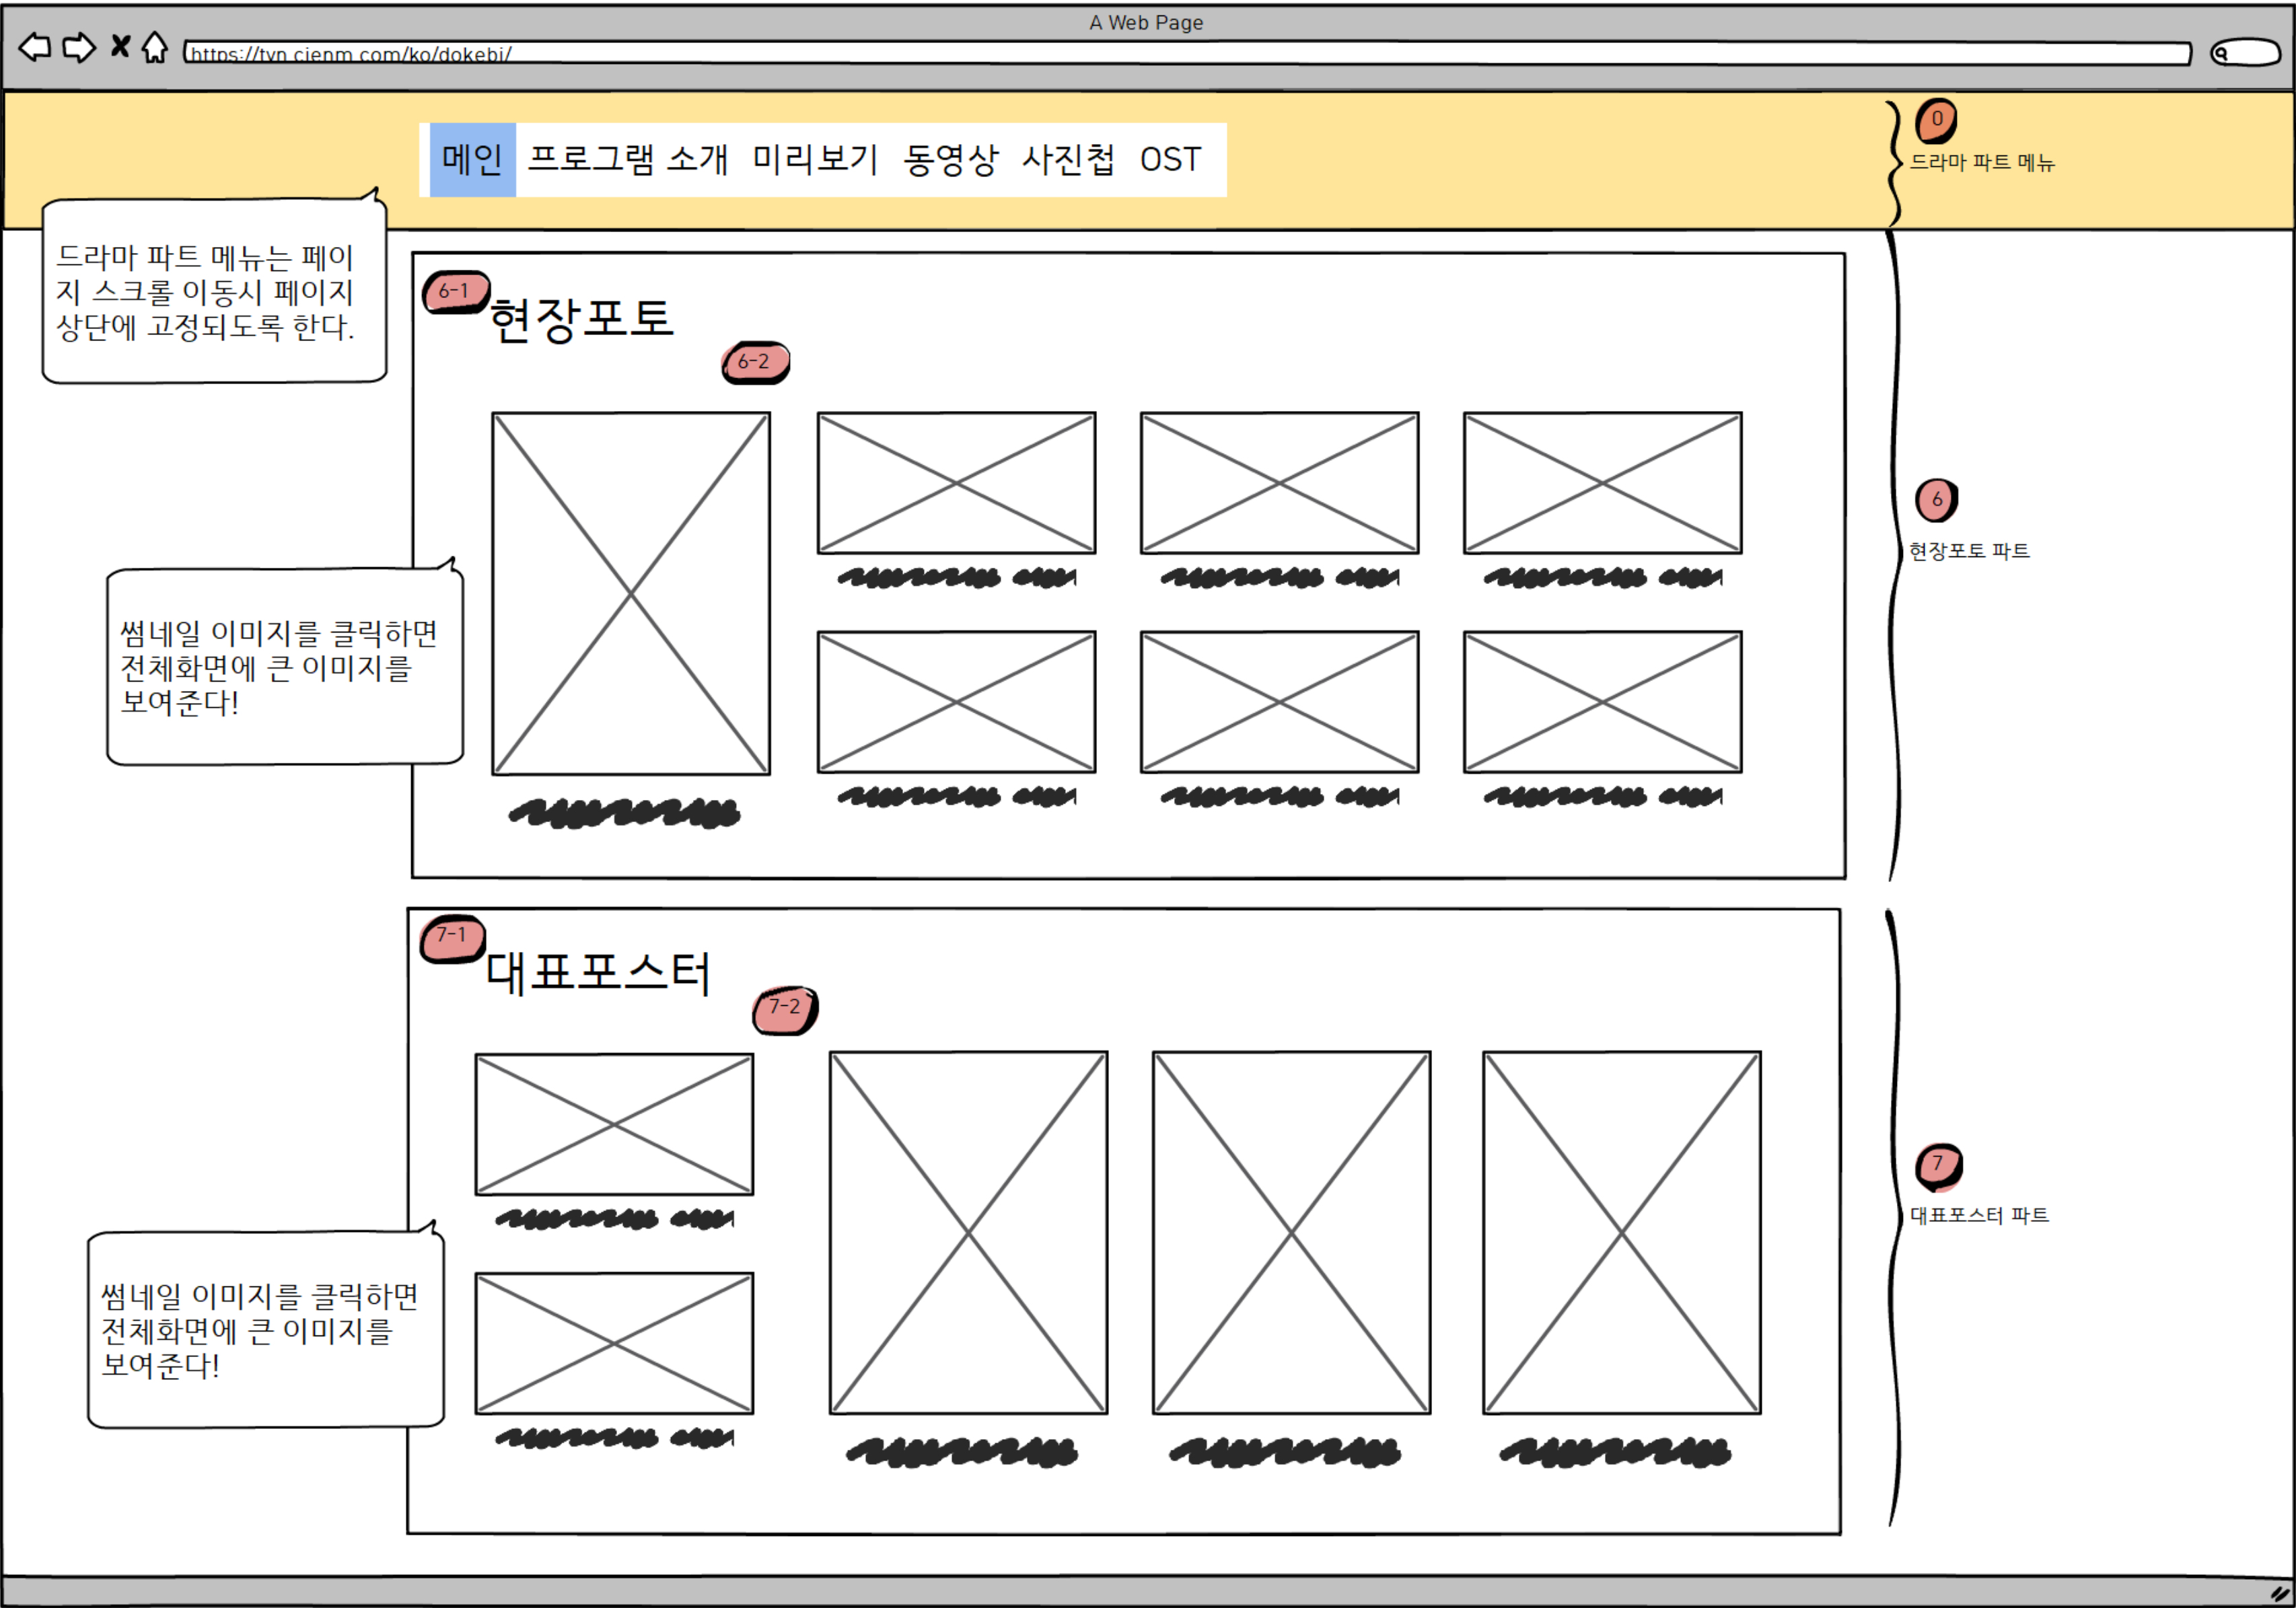 A Web Page
https://tvn.cjenm.com/ko/dokebi/
메인 프로그램 소개 미리보기 동영상 사진첩 OST
0
드라마 파트 메뉴
드라마 파트 메뉴는 페이
지 스크롤 이동시 페이지
상단에 고정되도록 한다.
6-1
현장포토
6-2
6
현장포토 파트
썸네일 이미지를 클릭하면
전체화면에 큰 이미지를
보여준다!
7-1
대표포스터
7-2
7
대표포스터 파트
썸네일 이미지를 클릭하면
전체화면에 큰 이미지를
보여준다!